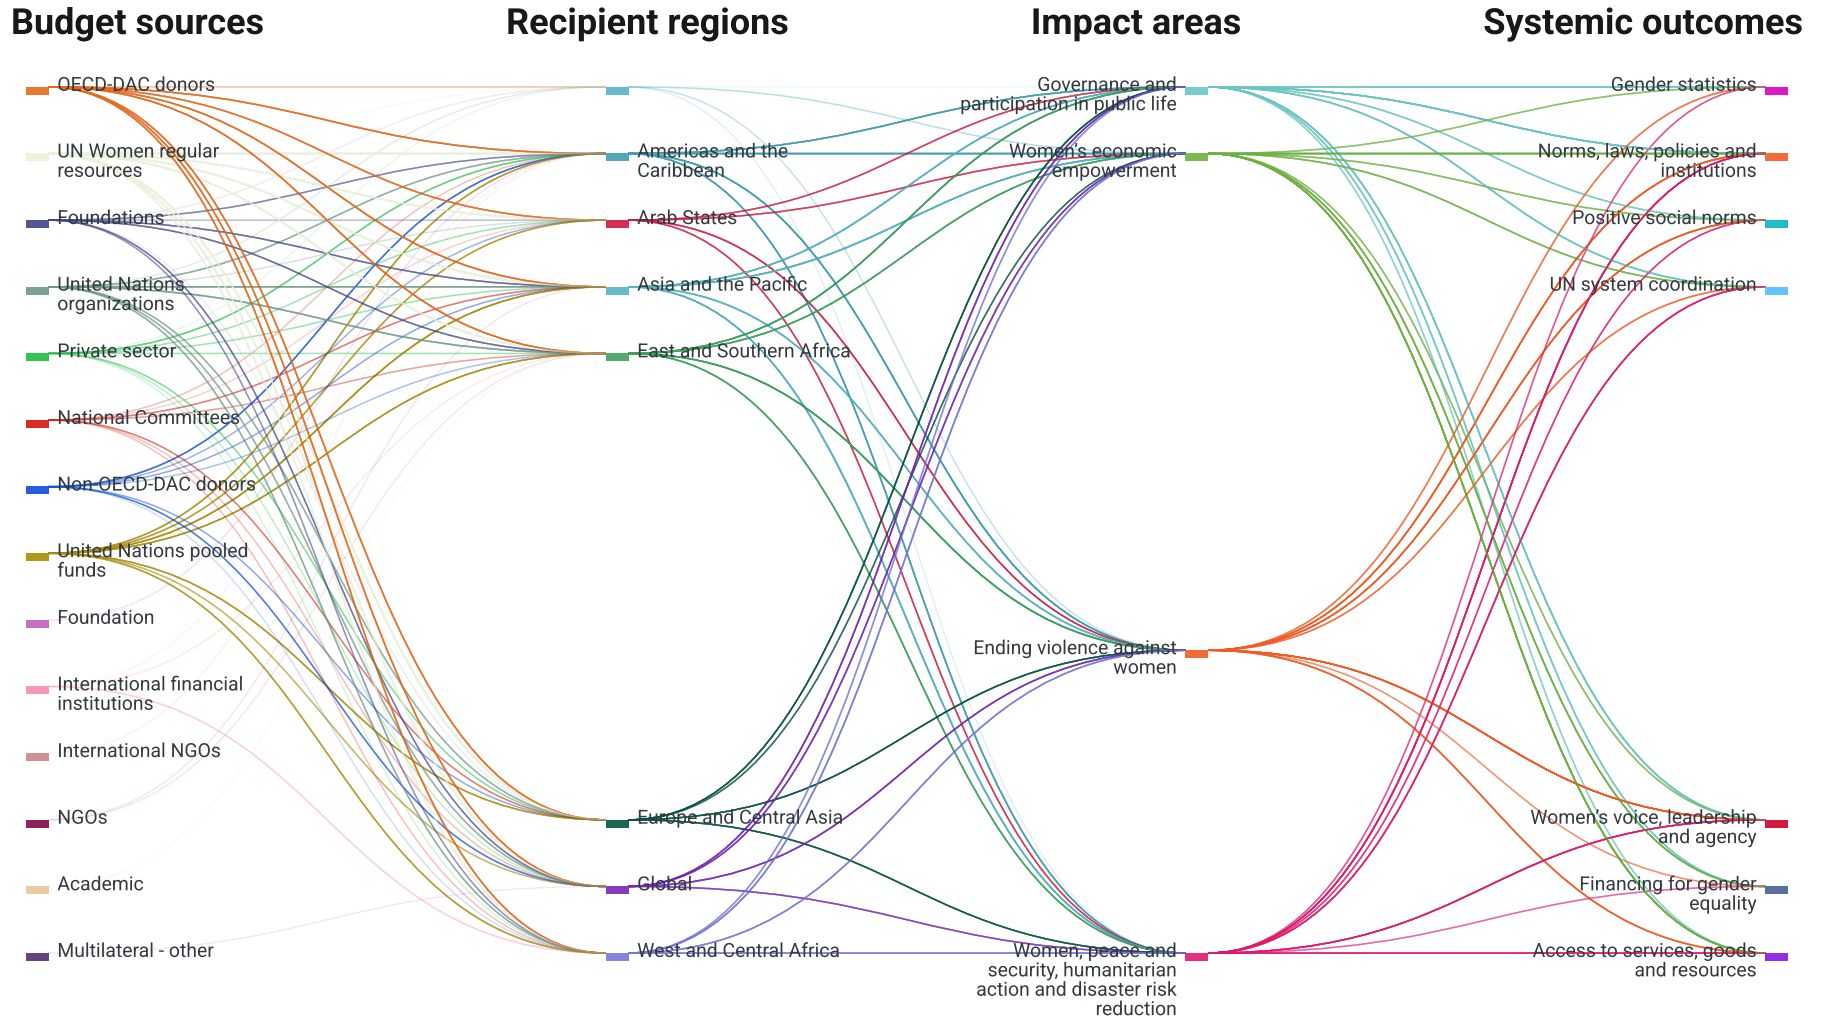 Budget sources
Recipient regions
Impact areas
Systemic outcomes
OECD-DAC donors
UN Women regular
resources
Foundations
United Nations
organizations
Private sector
National Committees
Non-OECD-DAC donors
United Nations pooled
funds
Foundation
International financial
institutions
International NGOs
NGOs
Academic
Multilateral - other
Americas and the
Caribbean
Arab States
Asia and the Pacific
East and Southern Africa
Europe and Central Asia
Global
West and Central Africa
Governance and
participation in public life
Women's economic
empowerment
Ending violence against
women
Women, peace and
security, humanitarian
action and disaster risk
reduction
Gender statistics
Norms, laws, policies and
institutions
Positive social norms
UN system coordination
Women's voice, leadership
and agency
Financing for gender
equality
Access to services, goods
and resources